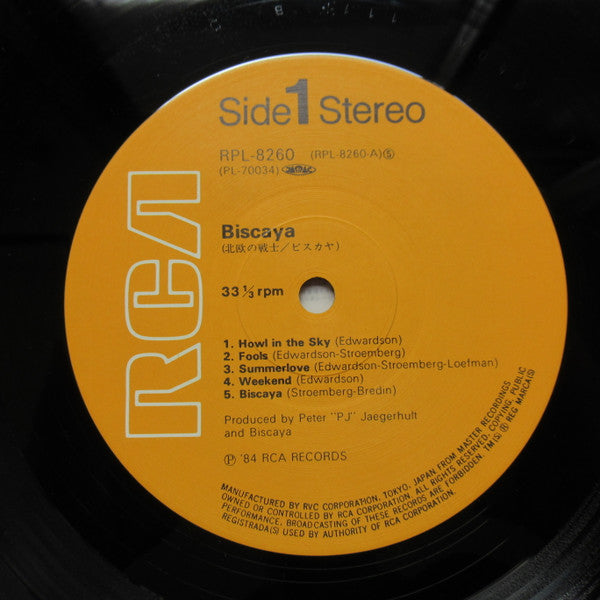 Side 1 Stereo
RPL-8260 (RPL-8260-A)⑤
(PL-70034) JASRAC
Biscaya
(北欧の戦士/ビスカヤ)
33 ⅓ rpm
1. Howl in the Sky (Edwardson)
2. Fools (Edwardson-Stroemberg)
3. Summerlove (Edwardson-Stroemberg-Loefman)
4. Weekend (Edwardson)
5. Biscaya (Stroemberg-Bredin)
Produced by Peter "PJ" Jaegerhult
and Biscaya
Ⓟ '84 RCA RECORDS
MANUFACTURED BY RVC CORPORATION, TOKYO, JAPAN FROM MASTER RECORDINGS
OWNED OR CONTROLLED BY RCA CORPORATION. UNAUTHORIZED COPYING, PUBLIC
PERFORMANCE, BROADCASTING OF THESE RECORDS ARE FORBIDDEN. TM(S) ® REG MARCA(S)
REGISTRADA(S) USED BY AUTHORITY OF RCA CORPORATION.
RCA